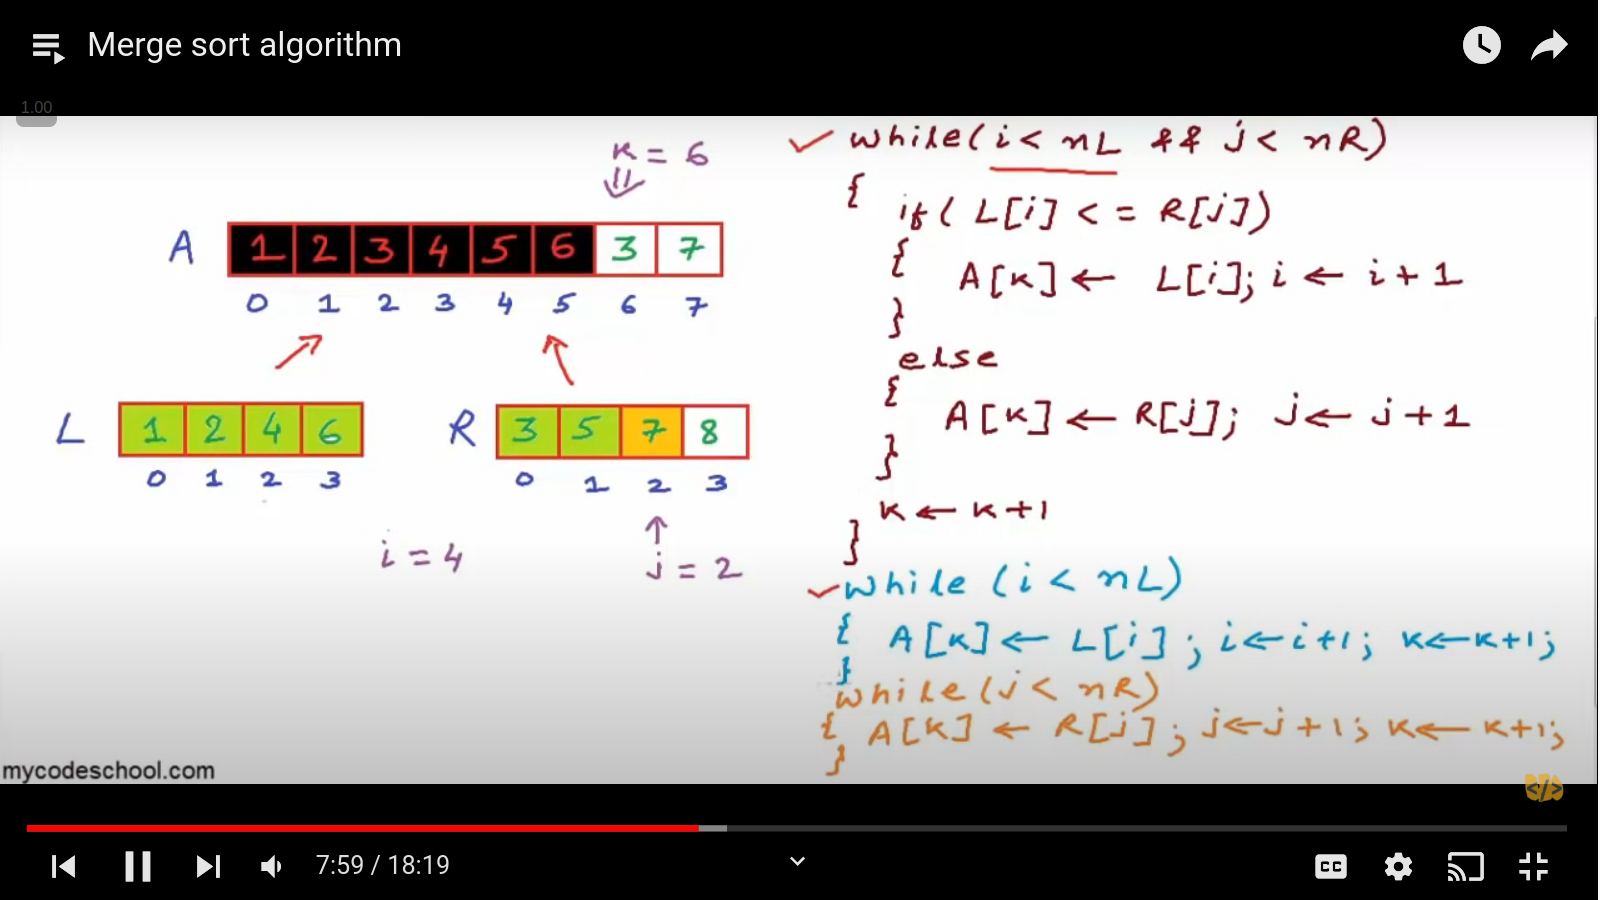 Merge sort algorithm
1.00
k = 6
A 1 2 3 4 5 6 3 7
0 1 2 3 4 5 6 7
L 1 2 4 6
0 1 2 3
R 3 5 7 8
0 1 2 3
i = 4
j = 2
while(i < nL && j < nR)
{
if( L[i] <= R[j])
{
A[k] ← L[i]; i ← i+1
}
else
{
A[k] ← R[j]; j ← j+1
}
k ← k+1
}
while (i < nL)
{ A[k] ← L[i]; i←i+1; k←k+1;
}
while(j < nR)
{ A[k] ← R[j]; j←j+1; k← k+1;
}
mycodeschool.com
</>
7:59 / 18:19
CC